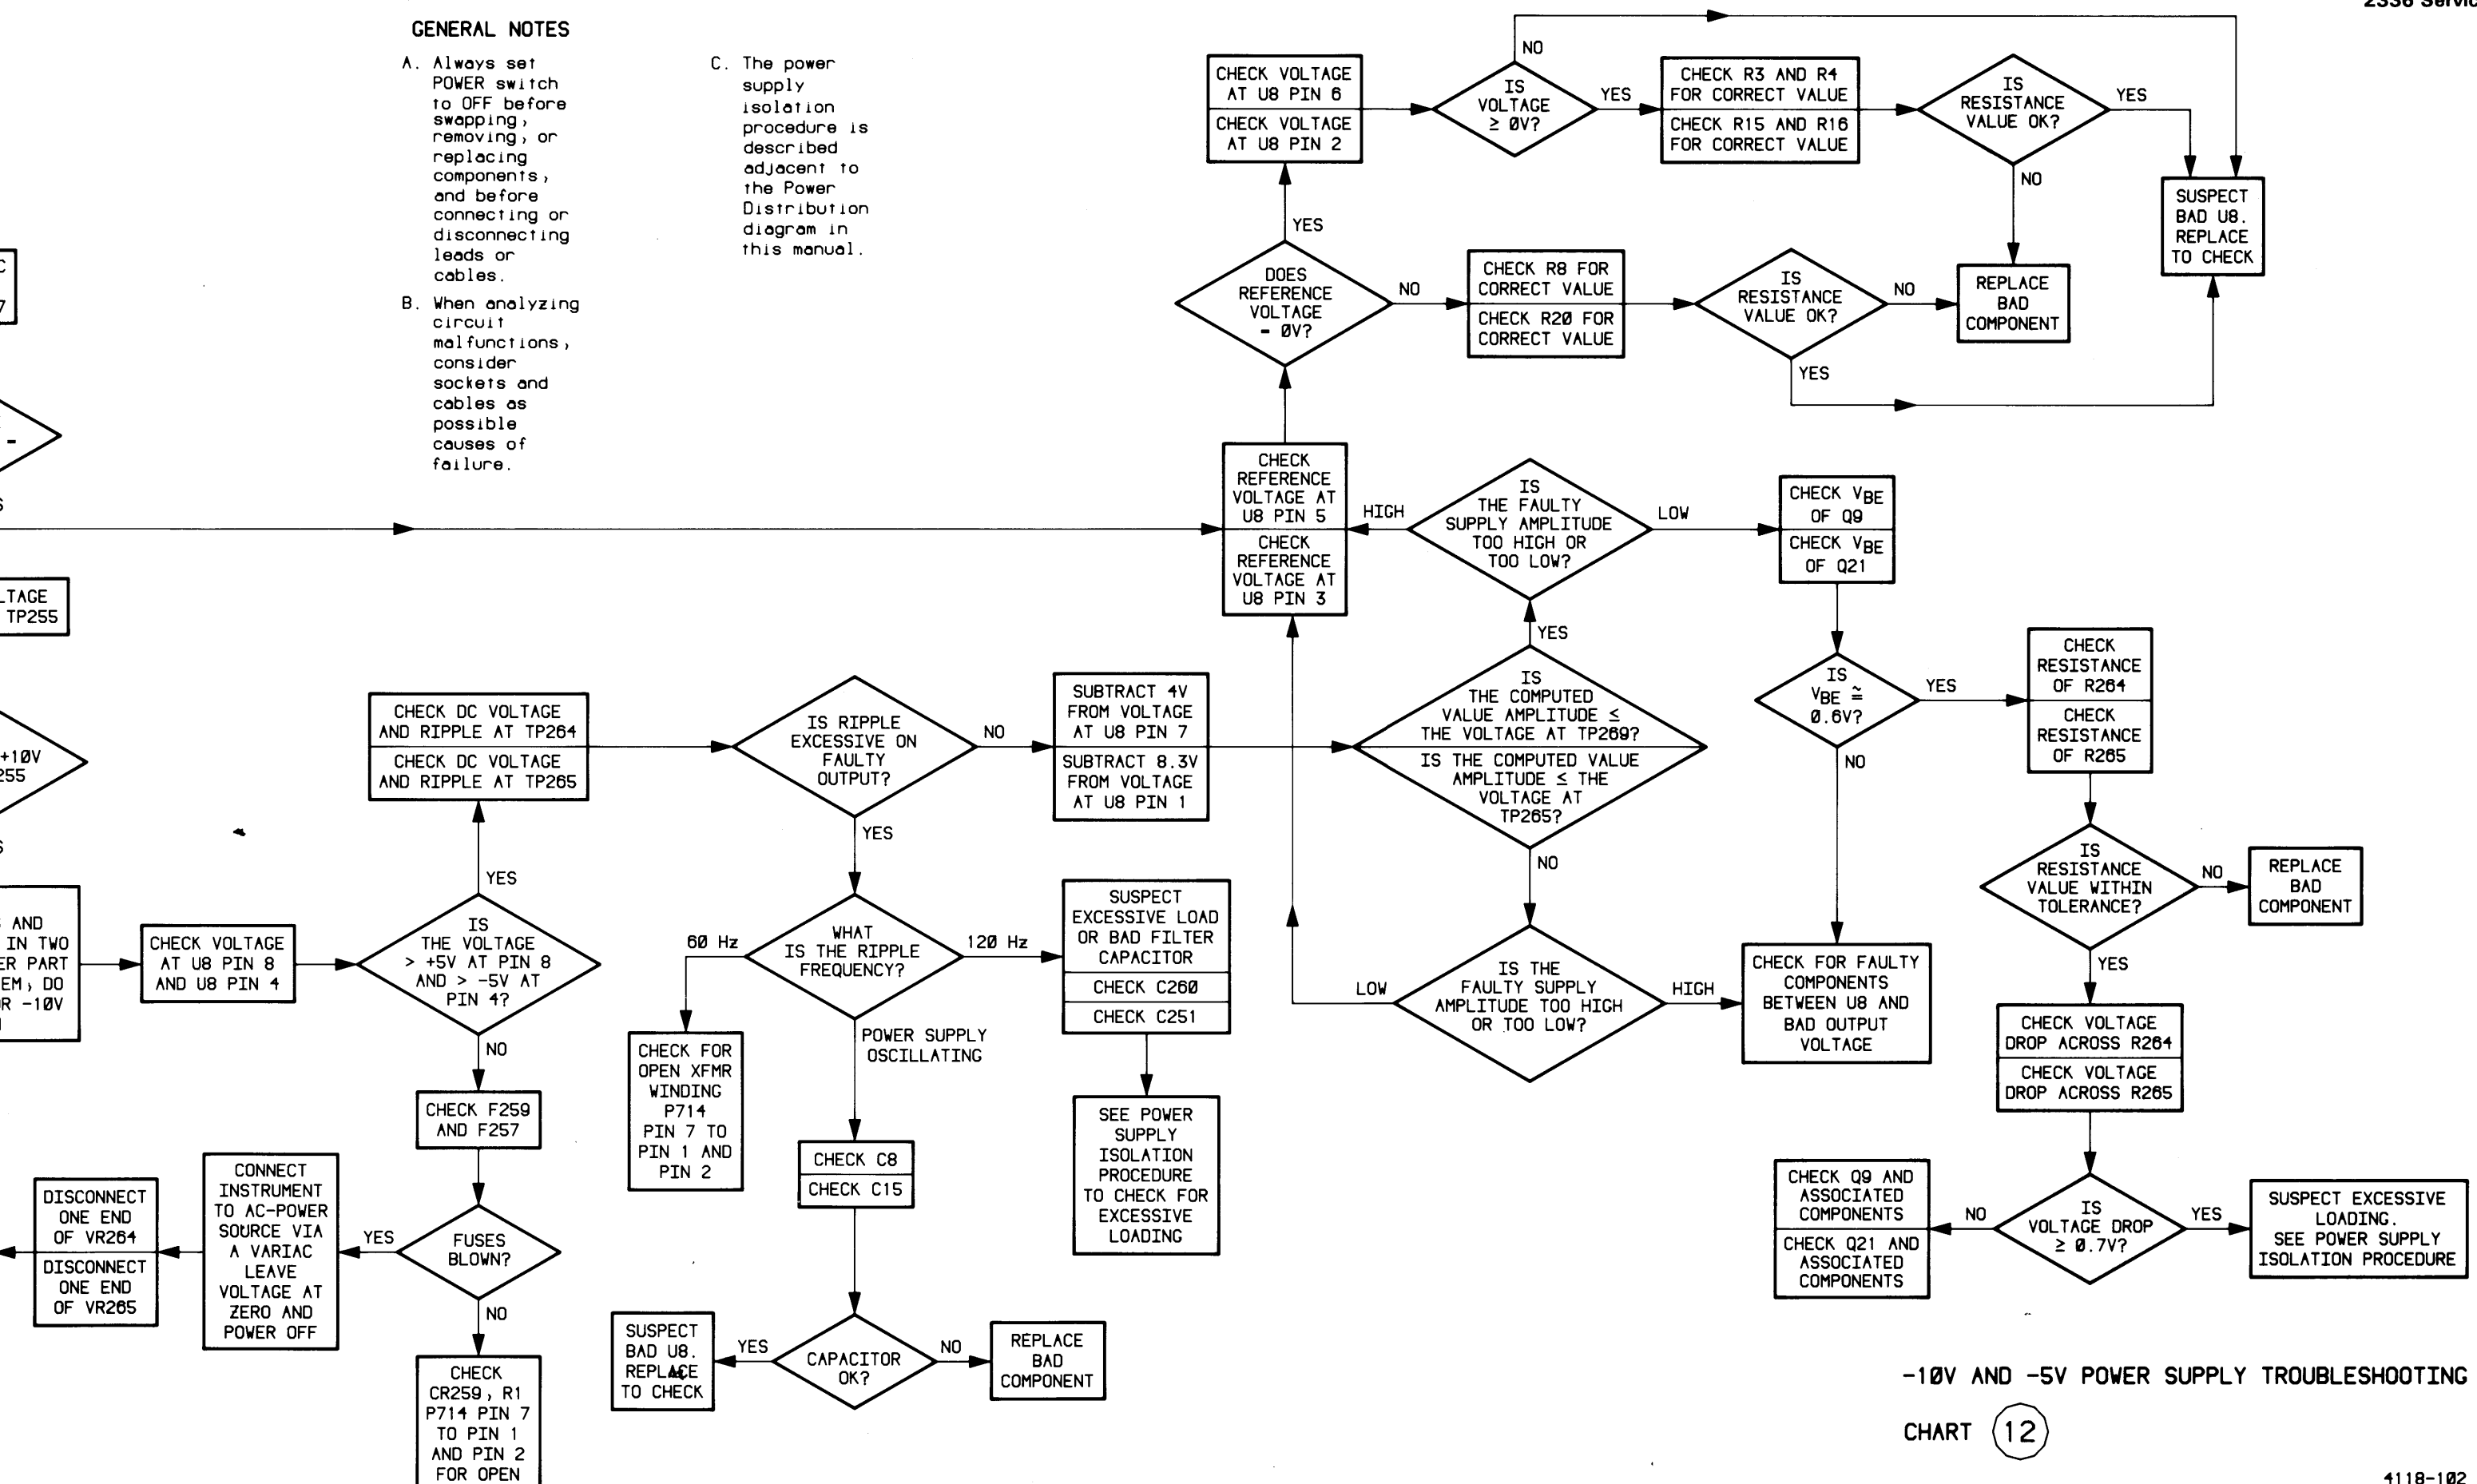 2336 Service
GENERAL NOTES
A. Always set
POWER switch
to OFF before
swapping,
removing, or
replacing
components,
and before
connecting or
disconnecting
leads or
cables.
B. When analyzing
circuit
malfunctions,
consider
sockets and
cables as
possible
causes of
failure.
C. The power
supply
isolation
procedure is
described
adjacent to
the Power
Distribution
diagram in
this manual.
CHECK VOLTAGE
AT U8 PIN 6
CHECK VOLTAGE
AT U8 PIN 2
IS
VOLTAGE
≥ 0V?
NO
YES
CHECK R3 AND R4
FOR CORRECT VALUE
CHECK R15 AND R16
FOR CORRECT VALUE
IS
RESISTANCE
VALUE OK?
YES
NO
SUSPECT
BAD U8.
REPLACE
TO CHECK
YES
DOES
REFERENCE
VOLTAGE
= 0V?
NO
CHECK R8 FOR
CORRECT VALUE
CHECK R20 FOR
CORRECT VALUE
IS
RESISTANCE
VALUE OK?
NO
YES
REPLACE
BAD
COMPONENT
CHECK
REFERENCE
VOLTAGE AT
U8 PIN 5
CHECK
REFERENCE
VOLTAGE AT
U8 PIN 3
HIGH
IS
THE FAULTY
SUPPLY AMPLITUDE
TOO HIGH OR
TOO LOW?
LOW
CHECK VBE
OF Q9
CHECK VBE
OF Q21
LTAGE
TP255
+10V
255
YES
IS
VBE ≅
0.6V?
YES
NO
CHECK
RESISTANCE
OF R264
CHECK
RESISTANCE
OF R265
CHECK DC VOLTAGE
AND RIPPLE AT TP264
CHECK DC VOLTAGE
AND RIPPLE AT TP265
IS RIPPLE
EXCESSIVE ON
FAULTY
OUTPUT?
NO
YES
SUBTRACT 4V
FROM VOLTAGE
AT U8 PIN 7
SUBTRACT 8.3V
FROM VOLTAGE
AT U8 PIN 1
IS
THE COMPUTED
VALUE AMPLITUDE ≤
THE VOLTAGE AT TP269?
IS THE COMPUTED VALUE
AMPLITUDE ≤ THE
VOLTAGE AT
TP265?
NO
IS
RESISTANCE
VALUE WITHIN
TOLERANCE?
NO
YES
REPLACE
BAD
COMPONENT
S AND
IN TWO
ER PART
EM, DO
OR -10V
CHECK VOLTAGE
AT U8 PIN 8
AND U8 PIN 4
YES
IS
THE VOLTAGE
> +5V AT PIN 8
AND > -5V AT
PIN 4?
NO
60 Hz
WHAT
IS THE RIPPLE
FREQUENCY?
120 Hz
POWER SUPPLY
OSCILLATING
SUSPECT
EXCESSIVE LOAD
OR BAD FILTER
CAPACITOR
CHECK C260
CHECK C251
LOW
IS THE
FAULTY SUPPLY
AMPLITUDE TOO HIGH
OR TOO LOW?
HIGH
CHECK FOR FAULTY
COMPONENTS
BETWEEN U8 AND
BAD OUTPUT
VOLTAGE
CHECK VOLTAGE
DROP ACROSS R264
CHECK VOLTAGE
DROP ACROSS R265
CHECK FOR
OPEN XFMR
WINDING
P714
PIN 7 TO
PIN 1 AND
PIN 2
CHECK F259
AND F257
CHECK C8
CHECK C15
SEE POWER
SUPPLY
ISOLATION
PROCEDURE
TO CHECK FOR
EXCESSIVE
LOADING
DISCONNECT
ONE END
OF VR264
DISCONNECT
ONE END
OF VR265
CONNECT
INSTRUMENT
TO AC-POWER
SOURCE VIA
A VARIAC
LEAVE
VOLTAGE AT
ZERO AND
POWER OFF
YES
FUSES
BLOWN?
NO
CHECK Q9 AND
ASSOCIATED
COMPONENTS
CHECK Q21 AND
ASSOCIATED
COMPONENTS
NO
IS
VOLTAGE DROP
≥ 0.7V?
YES
SUSPECT EXCESSIVE
LOADING.
SEE POWER SUPPLY
ISOLATION PROCEDURE
SUSPECT
BAD U8.
REPLACE
TO CHECK
YES
CAPACITOR
OK?
NO
REPLACE
BAD
COMPONENT
CHECK
CR259, R1
P714 PIN 7
TO PIN 1
AND PIN 2
FOR OPEN
-10V AND -5V POWER SUPPLY TROUBLESHOOTING
CHART 12
4118-102